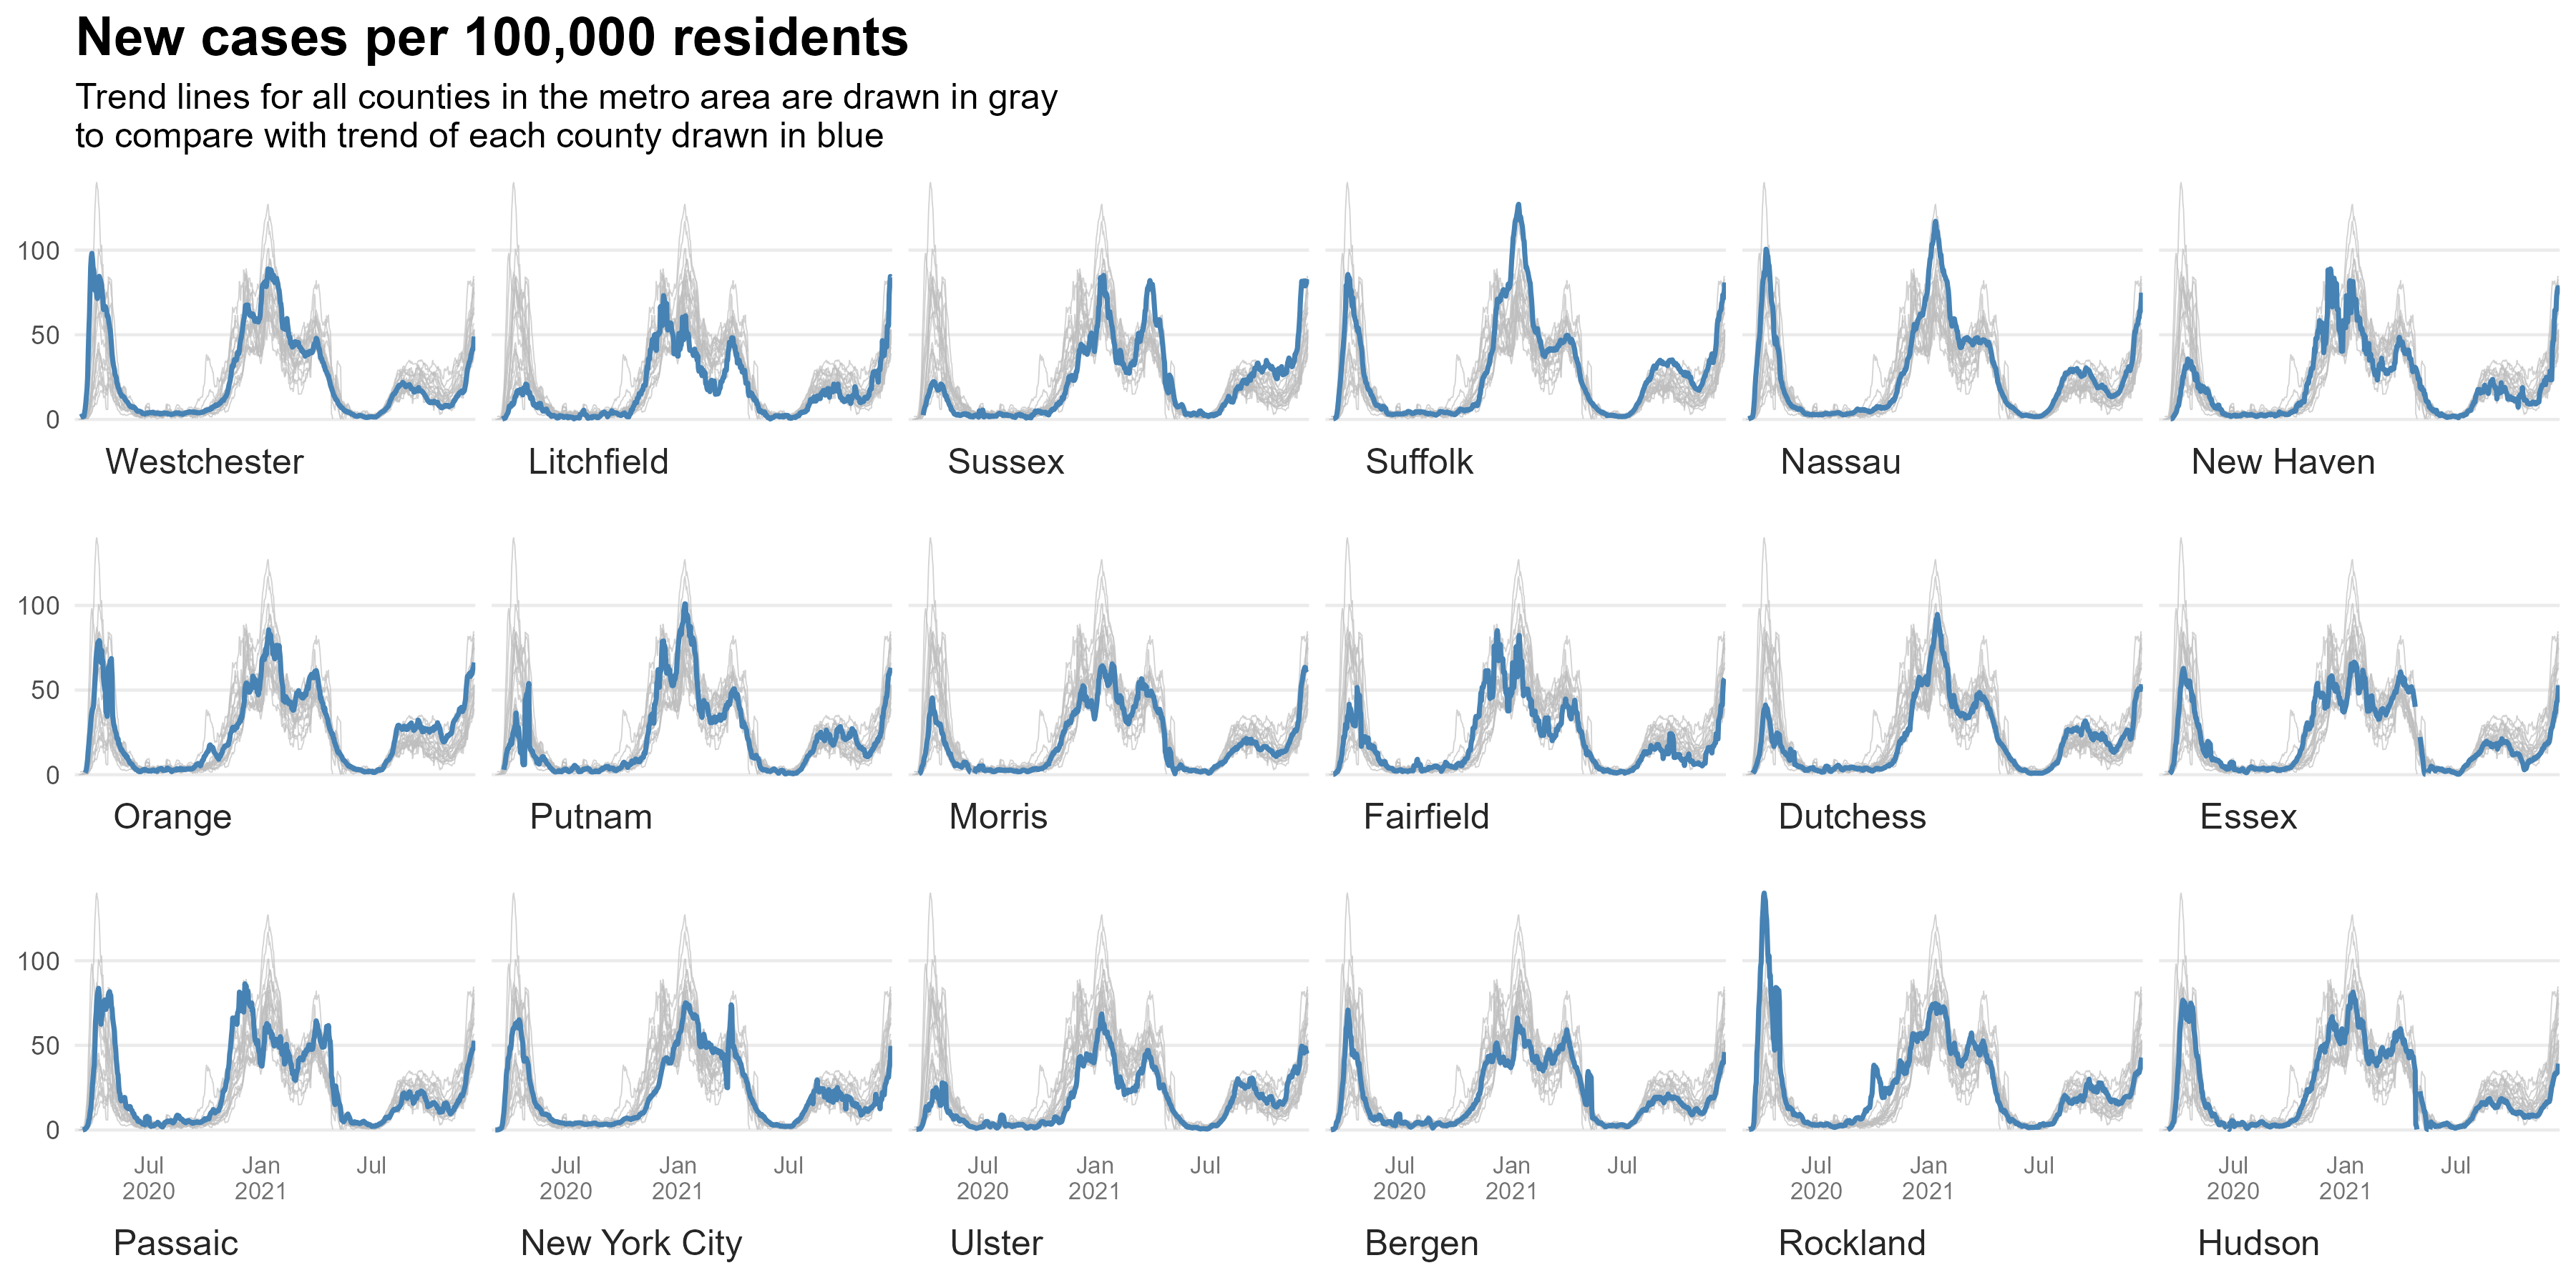 New cases per 100,000 residents
Trend lines for all counties in the metro area are drawn in gray
to compare with trend of each county drawn in blue
100
50
0
Westchester
Litchfield
Sussex
Suffolk
Nassau
New Haven
100
50
0
Orange
Putnam
Morris
Fairfield
Dutchess
Essex
100
50
0
Jul Jan Jul Jul Jan Jul Jul Jan Jul Jul Jan Jul Jul Jan Jul Jul Jan Jul
2020 2021 2020 2021 2020 2021 2020 2021 2020 2021 2020 2021
Passaic
New York City
Ulster
Bergen
Rockland
Hudson